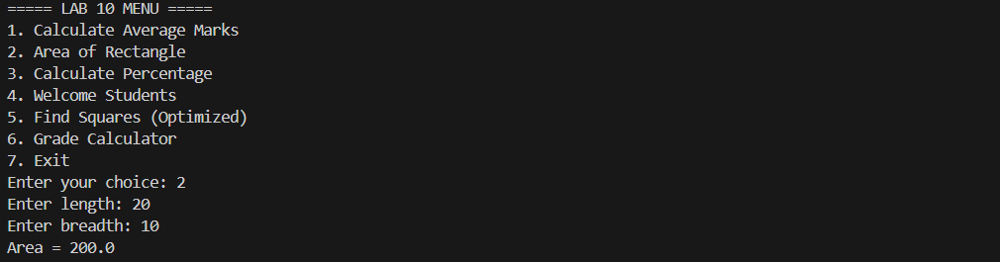 ===== LAB 10 MENU =====
1. Calculate Average Marks
2. Area of Rectangle
3. Calculate Percentage
4. Welcome Students
5. Find Squares (Optimized)
6. Grade Calculator
7. Exit
Enter your choice: 2
Enter length: 20
Enter breadth: 10
Area = 200.0